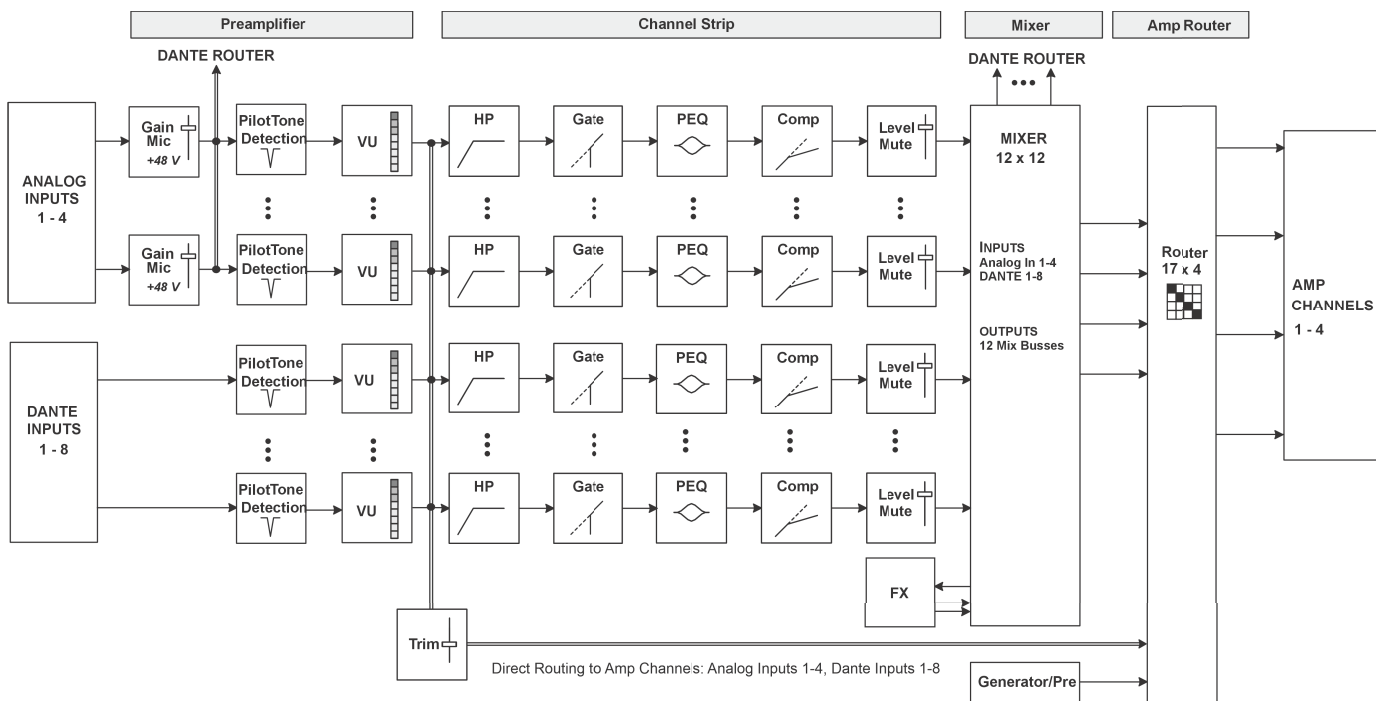 Preamplifier
Channel Strip
Mixer
Amp Router
DANTE ROUTER
DANTE ROUTER
ANALOG
INPUTS
1 - 4
Gain
Mic
+48 V
PilotTone
Detection
VU
HP
Gate
PEQ
Comp
Level
Mute
MIXER
12 x 12
Gain
Mic
+48 V
PilotTone
Detection
VU
HP
Gate
PEQ
Comp
Level
Mute
INPUTS
Analog In 1-4
DANTE 1-8
OUTPUTS
12 Mix Busses
Router
17 x 4
AMP
CHANNELS
1 - 4
DANTE
INPUTS
1 - 8
PilotTone
Detection
VU
HP
Gate
PEQ
Comp
Level
Mute
PilotTone
Detection
VU
HP
Gate
PEQ
Comp
Level
Mute
FX
Trim
Direct Routing to Amp Channels: Analog Inputs 1-4, Dante Inputs 1-8
Generator/Pre